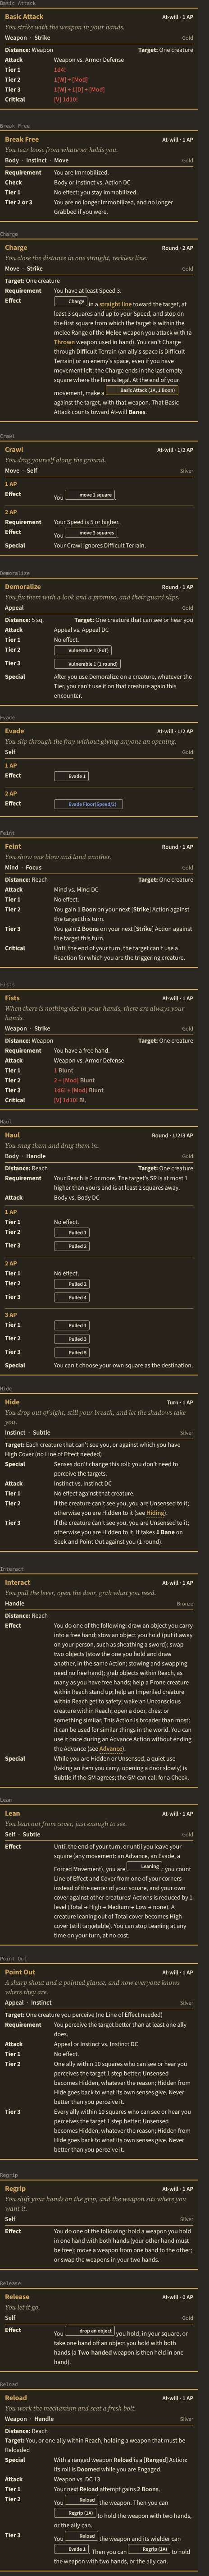 Basic Attack
Basic Attack At-will · 1 AP
You strike with the weapon in your hands.
Weapon · Strike Gold
Distance: Weapon Target: One creature
Attack Weapon vs. Armor Defense
Tier 1 1d4!
Tier 2 1[W] + [Mod]
Tier 3 1[W] + 1[D] + [Mod]
Critical [V] 1d10!
Break Free
Break Free At-will · 1 AP
You tear loose from whatever holds you.
Body · Instinct · Move Gold
Requirement You are Immobilized.
Check Body or Instinct vs. Action DC
Tier 1 No effect: you stay Immobilized.
Tier 2 or 3 You are no longer Immobilized, and no longer
Grabbed if you were.
Charge
Charge Round · 2 AP
You close the distance in one straight, reckless line.
Move · Strike Gold
Target: One creature
Requirement You have at least Speed 3.
Effect Charge in a straight line toward the target, at
least 3 squares and up to your Speed, and stop on
the first square from which the target is within the
melee Range of the Melee weapon you attack with (a
Thrown weapon used in hand). You can't Charge
through Difficult Terrain (an ally's space is Difficult
Terrain) or an enemy's space, even if you have
movement left: the Charge ends in the last empty
square where the line is legal. At the end of your
movement, make a Basic Attack (1A, 1 Boon)
against the target, with that weapon. That Basic
Attack counts toward At-will Banes.
Crawl
Crawl At-will · 1/2 AP
You drag yourself along the ground.
Move · Self Silver
1 AP
Effect You move 1 square.
2 AP
Requirement Your Speed is 5 or higher.
Effect You move 3 squares.
Special Your Crawl ignores Difficult Terrain.
Demoralize
Demoralize Round · 1 AP
You fix them with a look and a promise, and their guard slips.
Appeal Gold
Distance: 5 sq. Target: One creature that can see or hear you
Attack Appeal vs. Appeal DC
Tier 1 No effect.
Tier 2 Vulnerable 1 (EoT)
Tier 3 Vulnerable 1 (1 round)
Special After you use Demoralize on a creature, whatever the
Tier, you can't use it on that creature again this
encounter.
Evade
Evade At-will · 1/2 AP
You slip through the fray without giving anyone an opening.
Self Gold
1 AP
Effect Evade 1
2 AP
Effect Evade Floor(Speed/2)
Feint
Feint Round · 1 AP
You show one blow and land another.
Mind · Focus Gold
Distance: Reach Target: One creature
Attack Mind vs. Mind DC
Tier 1 No effect.
Tier 2 You gain 1 Boon on your next [Strike] Action against
the target this turn.
Tier 3 You gain 2 Boons on your next [Strike] Action against
the target this turn.
Critical Until the end of your turn, the target can't use a
Reaction for which you are the triggering creature.
Fists
Fists At-will · 1 AP
When there is nothing else in your hands, there are always your
hands.
Weapon · Strike Gold
Distance: Weapon Target: One creature
Requirement You have a free hand.
Attack Weapon vs. Armor Defense
Tier 1 1 Blunt
Tier 2 2 + [Mod] Blunt
Tier 3 1d6! + [Mod] Blunt
Critical [V] 1d10! Bl.
Haul
Haul Round · 1/2/3 AP
You snag them and drag them in.
Body · Handle Gold
Distance: Reach Target: One creature
Requirement Your Reach is 2 or more. The target's SR is at most 1
higher than yours and is at least 2 squares away.
Attack Body vs. Body DC
1 AP
Tier 1 No effect.
Tier 2 Pulled 1
Tier 3 Pulled 2
2 AP
Tier 1 No effect.
Tier 2 Pulled 2
Tier 3 Pulled 4
3 AP
Tier 1 Pulled 1
Tier 2 Pulled 3
Tier 3 Pulled 5
Special You can't choose your own square as the destination.
Hide
Hide Turn · 1 AP
You drop out of sight, still your breath, and let the shadows take
you.
Instinct · Subtle Silver
Target: Each creature that can't see you, or against which you have
High Cover (no Line of Effect needed)
Special Senses don't change this roll: you don't need to
perceive the targets.
Attack Instinct vs. Instinct DC
Tier 1 No effect against that creature.
Tier 2 If the creature can't see you, you are Unsensed to it;
otherwise you are Hidden to it (see Hiding).
Tier 3 If the creature can't see you, you are Unsensed to it;
otherwise you are Hidden to it. It takes 1 Bane on
Seek and Point Out against you (1 round).
Interact
Interact At-will · 1 AP
You pull the lever, open the door, grab what you need.
Handle Bronze
Distance: Reach
Effect You do one of the following: draw an object you carry
into a free hand; stow an object you hold (put it away
on your person, such as sheathing a sword); swap
two objects (stow the one you hold and draw
another, in the same Action; stowing and swapping
need no free hand); grab objects within Reach, as
many as you have free hands; help a Prone creature
within Reach stand up; help an Imperiled creature
within Reach get to safety; wake an Unconscious
creature within Reach; open a door, chest or
something similar. This Action is broader than most:
it can be used for similar things in the world. You can
use it once during an Advance Action without ending
the Advance (see Advance).
Special While you are Hidden or Unsensed, a quiet use
(taking an item you carry, opening a door slowly) is
Subtle if the GM agrees; the GM can call for a Check.
Lean
Lean At-will · 1 AP
You lean out from cover, just enough to see.
Self · Subtle Gold
Effect Until the end of your turn, or until you leave your
square (any movement: an Advance, an Evade, a
Forced Movement), you are Leaning: you count
Line of Effect and Cover from one of your corners
instead of the center of your square, and your own
cover against other creatures' Actions is reduced by 1
level (Total → High → Medium → Low → none). A
creature leaning out of Total cover becomes High
cover (still targetable). You can stop Leaning at any
time on your turn, at no cost.
Point Out
Point Out At-will · 1 AP
A sharp shout and a pointed glance, and now everyone knows
where they are.
Appeal · Instinct Silver
Target: One creature you perceive (no Line of Effect needed)
Requirement You perceive the target better than at least one ally
does.
Attack Appeal or Instinct vs. Instinct DC
Tier 1 No effect.
Tier 2 One ally within 10 squares who can see or hear you
perceives the target 1 step better: Unsensed
becomes Hidden, whatever the reason; Hidden from
Hide goes back to what its own senses give. Never
better than you perceive it.
Tier 3 Every ally within 10 squares who can see or hear you
perceives the target 1 step better: Unsensed
becomes Hidden, whatever the reason; Hidden from
Hide goes back to what its own senses give. Never
better than you perceive it.
Regrip
Regrip At-will · 1 AP
You shift your hands on the grip, and the weapon sits where you
want it.
Self Silver
Effect You do one of the following: hold a weapon you hold
in one hand with both hands (your other hand must
be free); move a weapon from one hand to the other;
or swap the weapons in your two hands.
Release
Release At-will · 0 AP
You let it go.
Self Gold
Effect You drop an object you hold, in your square, or
take one hand off an object you hold with both
hands (a Two-handed weapon is then held in one
hand).
Reload
Reload At-will · 1 AP
You work the mechanism and seat a fresh bolt.
Weapon · Handle Silver
Distance: Reach
Target: You, or one ally within Reach, holding a weapon that must be
Reloaded
Special With a ranged weapon Reload is a [Ranged] Action:
its roll is Doomed while you are Engaged.
Attack Weapon vs. DC 13
Tier 1 Your next Reload attempt gains 2 Boons.
Tier 2 You Reload the weapon. Then you can
Regrip (1A) to hold the weapon with two hands,
or the ally can.
Tier 3 You Reload the weapon and its wielder can
Evade 1. Then you can Regrip (1A) to hold
the weapon with two hands, or the ally can.